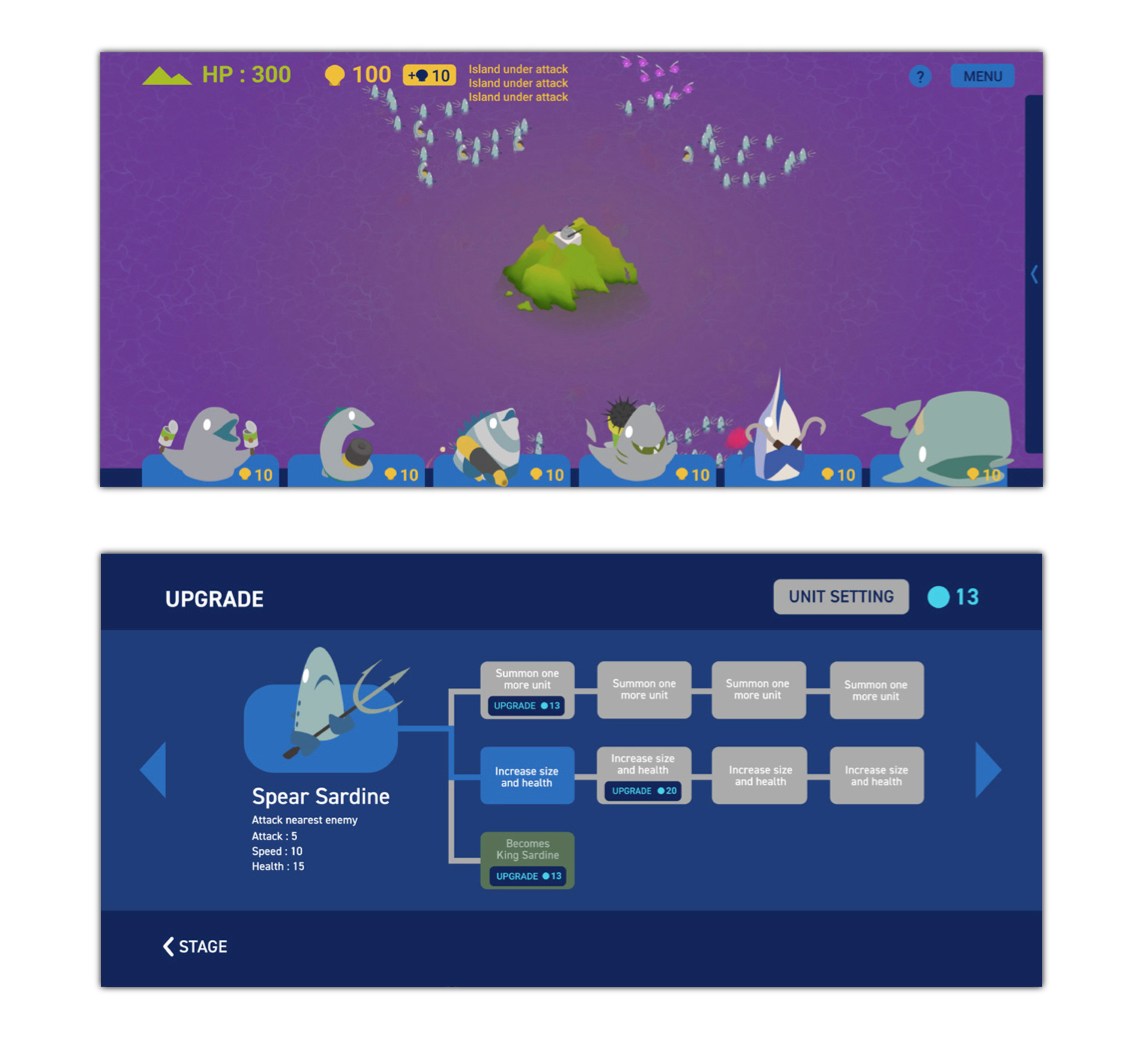 HP : 300
100
+ 10
Island under attack
Island under attack
Island under attack
?
MENU
10
10
10
10
10
10
UPGRADE
UNIT SETTING
13
Summon one
more unit
UPGRADE 13
Summon one
more unit
Summon one
more unit
Summon one
more unit
Increase size
and health
Increase size
and health
UPGRADE 20
Increase size
and health
Increase size
and health
Spear Sardine
Attack nearest enemy
Attack : 5
Speed : 10
Health : 15
Becomes
King Sardine
UPGRADE 13
STAGE